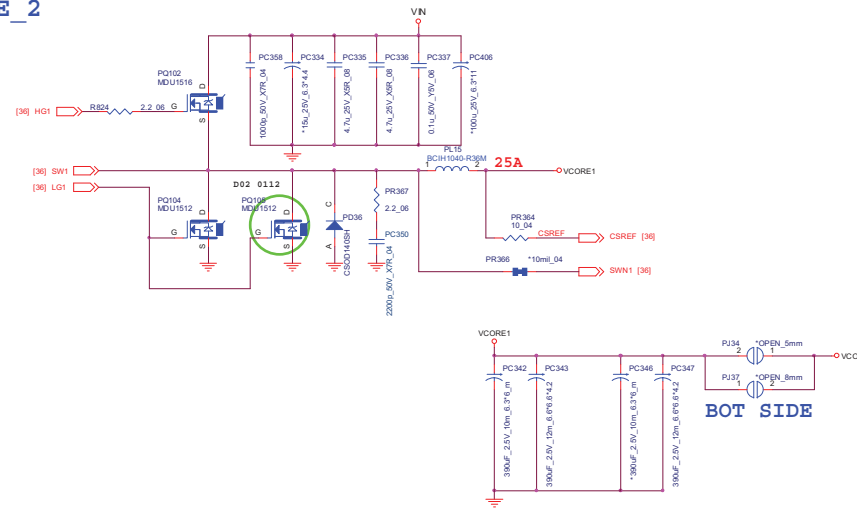 E_2
VIN
PQ102
MDU1516
D
G
S
[36] HG1
R824
2.2_06
PC358
1000p_50V_X7R_04
PC334
*15u_25V_6.3*4.4
PC335
4.7u_25V_X5R_08
PC336
4.7u_25V_X5R_08
PC337
0.1u_50V_Y5V_06
PC406
*100u_25V_6.3*11
PL15
BCIH1040-R36M
1
2
25A
VCORE1
[36] SW1
[36] LG1
D02 0112
PQ104
MDU1512
D
G
S
PQ105
MDU1512
D
G
S
C
PD36
A
CSOD140SH
PR367
2.2_06
PC350
2200p_50V_X7R_04
PR364
10_04
CSREF
CSREF [36]
PR366
*10mil_04
SWN1 [36]
VCORE1
PC342
390uF_2.5V_10m_6.3*6_m
PC343
390uF_2.5V_12m_6.6*6.6*4.2
PC346
*390uF_2.5V_10m_6.3*6_m
PC347
390uF_2.5V_12m_6.6*6.6*4.2
PJ34
*OPEN_5mm
2
1
PJ37
*OPEN_8mm
1
2
BOT SIDE